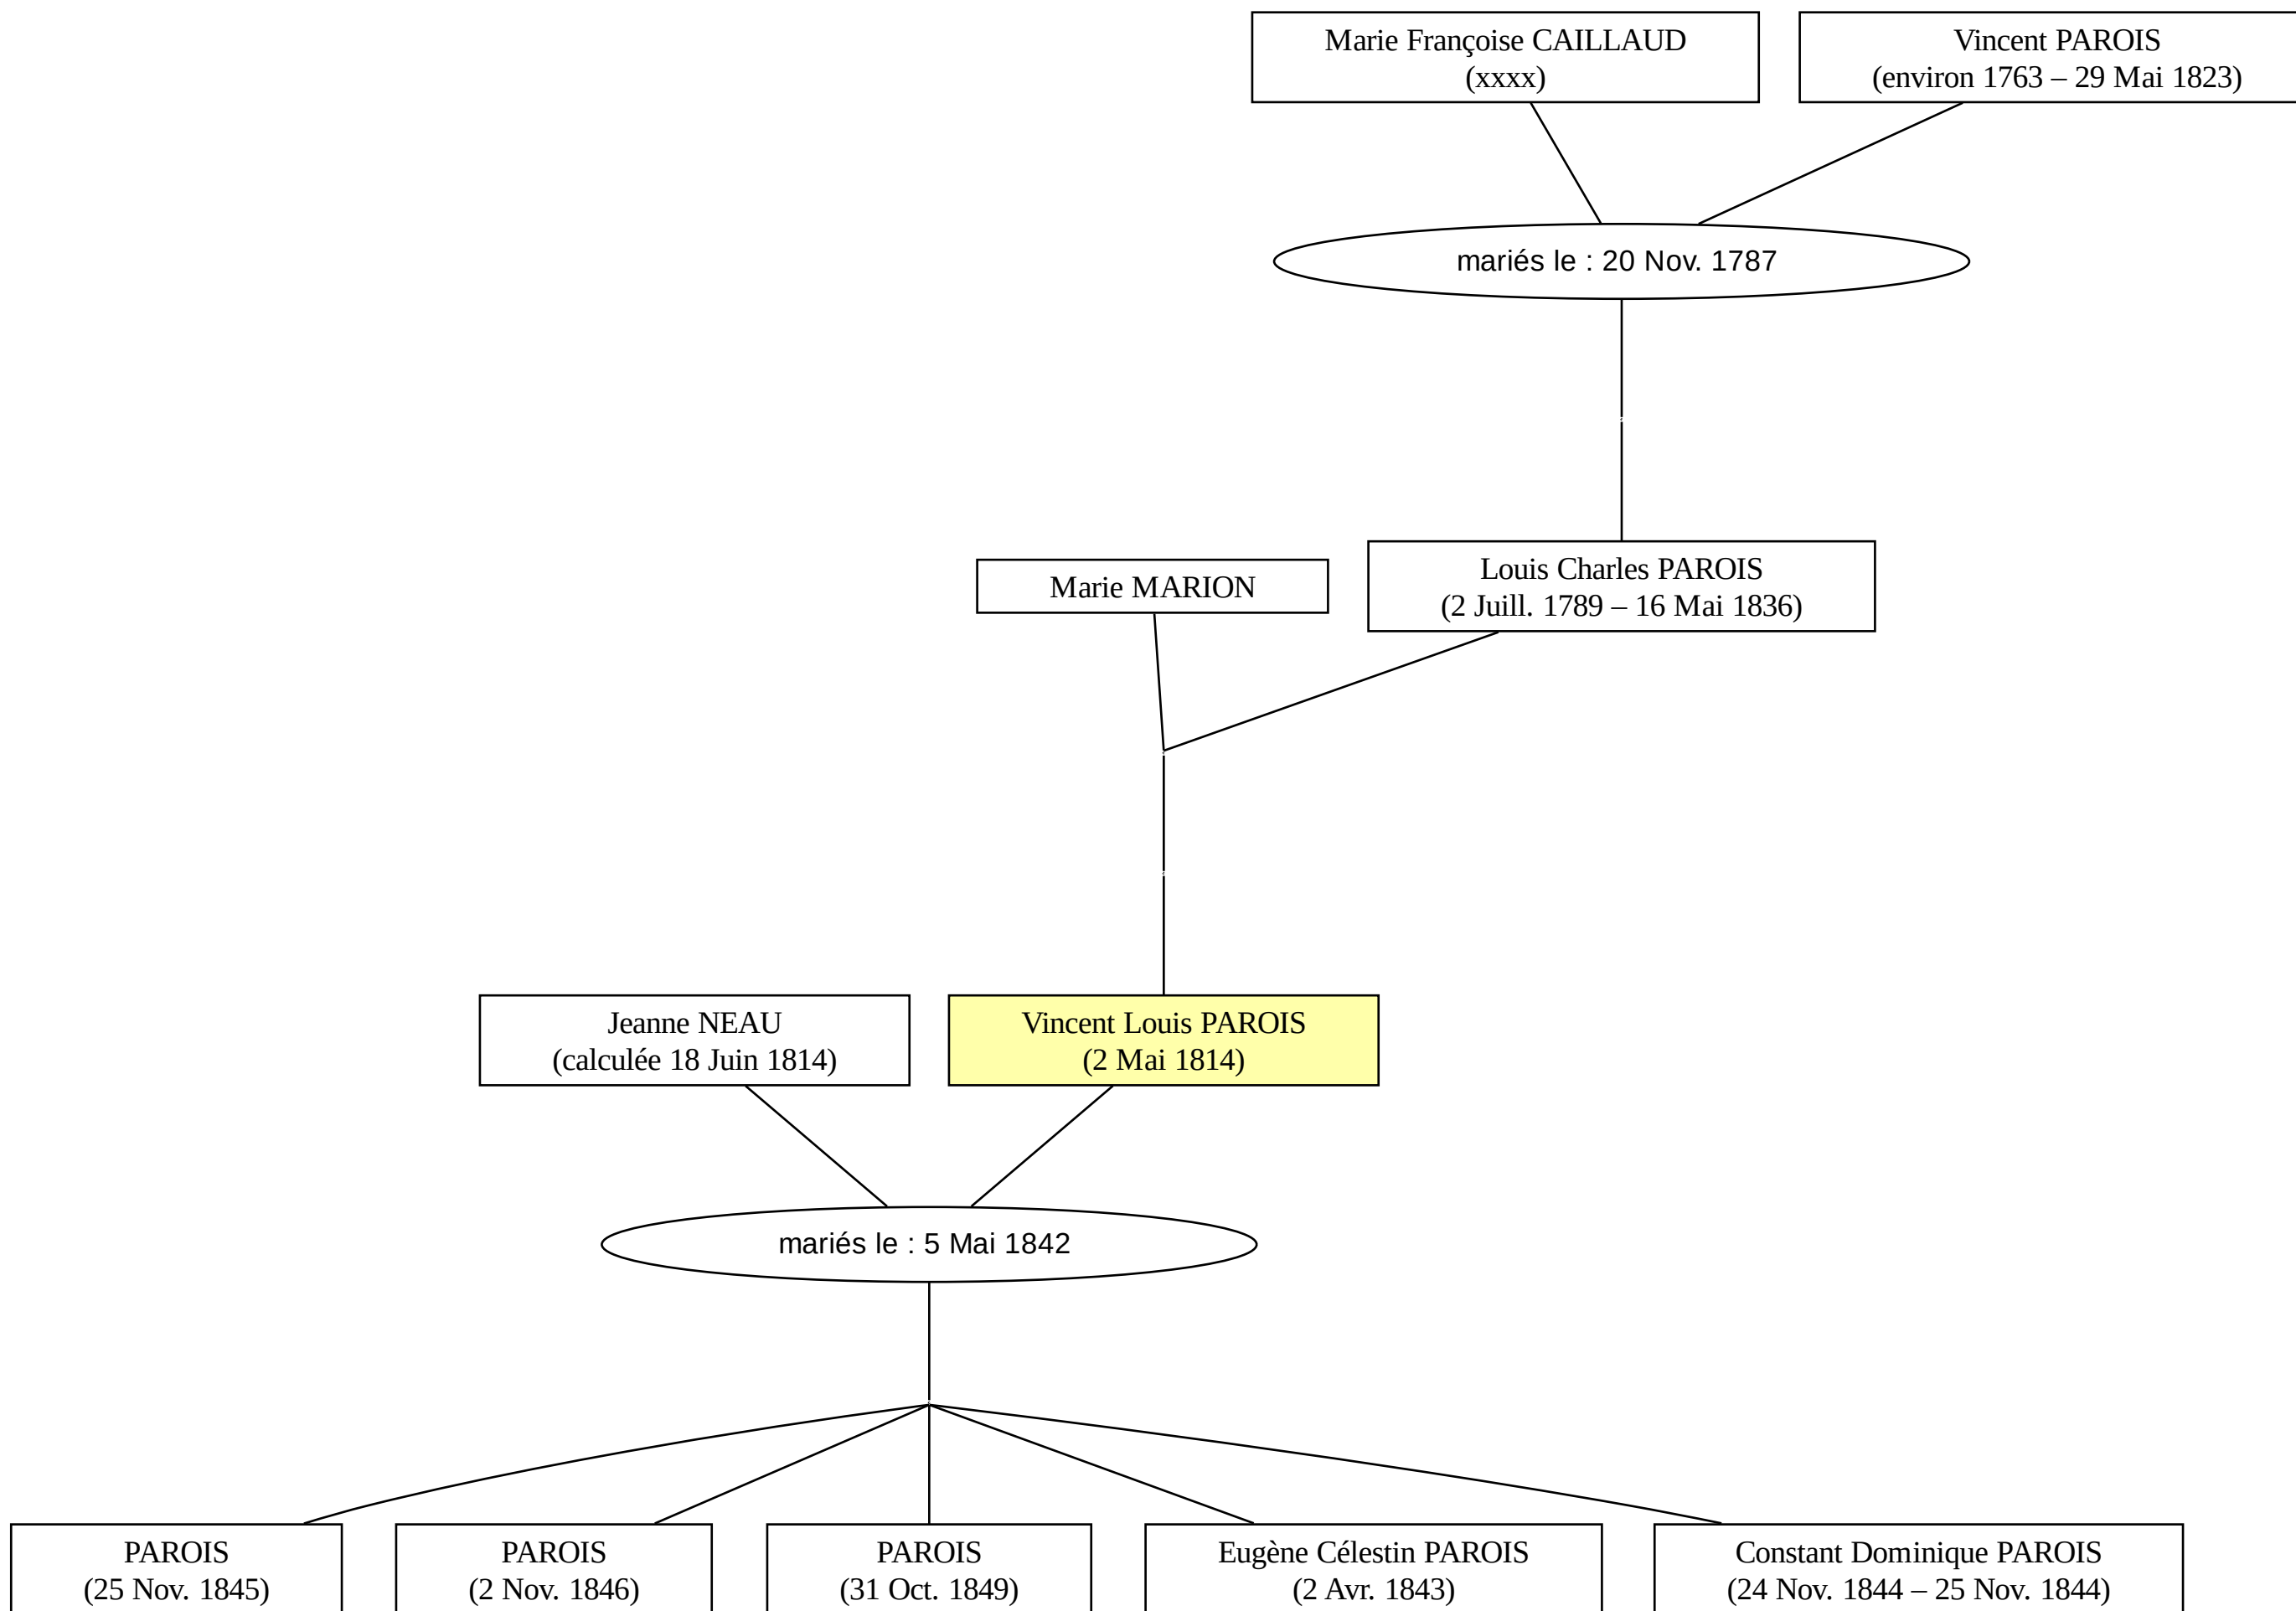 Marie Françoise CAILLAUD
(xxxx)
Vincent PAROIS
(environ 1763 – 29 Mai 1823)
mariés le : 20 Nov. 1787
Marie MARION
Louis Charles PAROIS
(2 Juill. 1789 – 16 Mai 1836)
Jeanne NEAU
(calculée 18 Juin 1814)
Vincent Louis PAROIS
(2 Mai 1814)
mariés le : 5 Mai 1842
PAROIS
(25 Nov. 1845)
PAROIS
(2 Nov. 1846)
PAROIS
(31 Oct. 1849)
Eugène Célestin PAROIS
(2 Avr. 1843)
Constant Dominique PAROIS
(24 Nov. 1844 – 25 Nov. 1844)